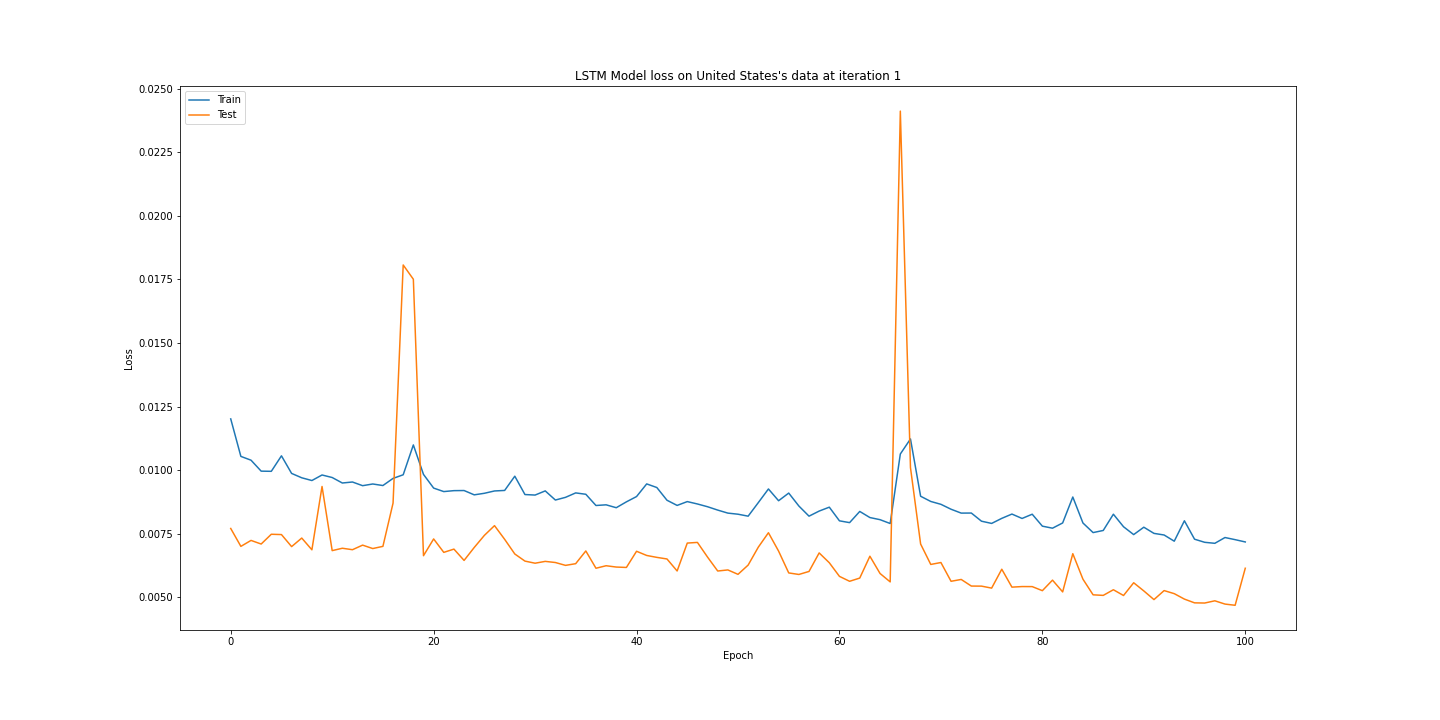 LSTM Model loss on United States's data at iteration 1
Train
Test
0.0250
0.0225
0.0200
0.0175
0.0150
0.0125
0.0100
0.0075
0.0050
Loss
0 20 40 60 80 100
Epoch